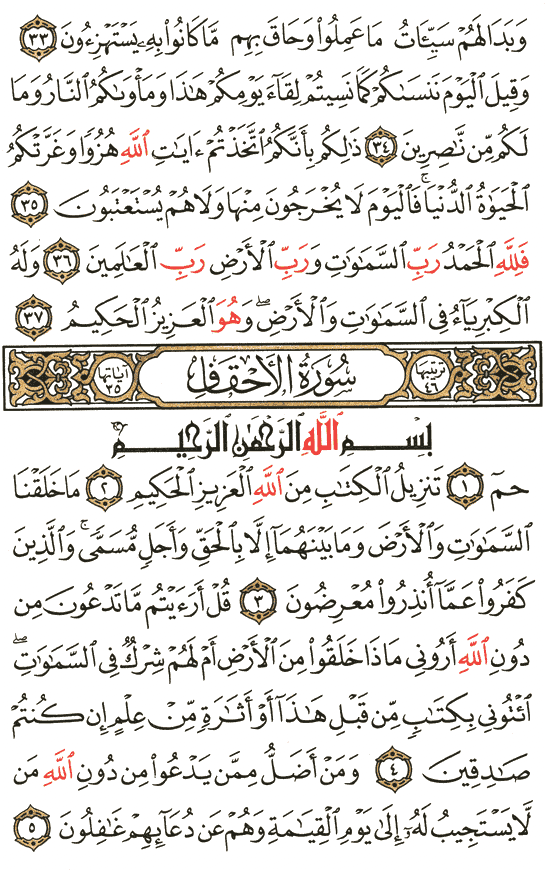 وَبَدَا لَهُمْ سَيِّـَٔاتُ مَا عَمِلُوا۟ وَحَاقَ بِهِم مَّا كَانُوا۟ بِهِۦ يَسْتَهْزِءُونَ ٣٣
وَقِيلَ ٱلْيَوْمَ نَنسَىٰكُمْ كَمَا نَسِيتُمْ لِقَآءَ يَوْمِكُمْ هَٰذَا وَمَأْوَىٰكُمُ ٱلنَّارُ وَمَا
لَكُم مِّن نَّٰصِرِينَ ٣٤ ذَٰلِكُم بِأَنَّكُمُ ٱتَّخَذْتُمْ ءَايَٰتِ ٱللَّهِ هُزُوًا وَغَرَّتْكُمُ
ٱلْحَيَوٰةُ ٱلدُّنْيَا ۚ فَٱلْيَوْمَ لَا يُخْرَجُونَ مِنْهَا وَلَا هُمْ يُسْتَعْتَبُونَ ٣٥
فَلِلَّهِ ٱلْحَمْدُ رَبِّ ٱلسَّمَٰوَٰتِ وَرَبِّ ٱلْأَرْضِ رَبِّ ٱلْعَٰلَمِينَ ٣٦ وَلَهُ
ٱلْكِبْرِيَآءُ فِى ٱلسَّمَٰوَٰتِ وَٱلْأَرْضِ ۖ وَهُوَ ٱلْعَزِيزُ ٱلْحَكِيمُ ٣٧
ترتيبها ٤٦ سُورَةُ الأَحْقَافِ آياتها ٣٥
بِسْمِ ٱللَّهِ ٱلرَّحْمَٰنِ ٱلرَّحِيمِ
حمٓ ١ تَنزِيلُ ٱلْكِتَٰبِ مِنَ ٱللَّهِ ٱلْعَزِيزِ ٱلْحَكِيمِ ٢ مَا خَلَقْنَا
ٱلسَّمَٰوَٰتِ وَٱلْأَرْضَ وَمَا بَيْنَهُمَآ إِلَّا بِٱلْحَقِّ وَأَجَلٍ مُّسَمًّى ۚ وَٱلَّذِينَ
كَفَرُوا۟ عَمَّآ أُنذِرُوا۟ مُعْرِضُونَ ٣ قُلْ أَرَءَيْتُم مَّا تَدْعُونَ مِن
دُونِ ٱللَّهِ أَرُونِى مَاذَا خَلَقُوا۟ مِنَ ٱلْأَرْضِ أَمْ لَهُمْ شِرْكٌ فِى ٱلسَّمَٰوَٰتِ ۖ
ٱئْتُونِى بِكِتَٰبٍ مِّن قَبْلِ هَٰذَآ أَوْ أَثَٰرَةٍ مِّنْ عِلْمٍ إِن كُنتُمْ
صَٰدِقِينَ ٤ وَمَنْ أَضَلُّ مِمَّن يَدْعُوا۟ مِن دُونِ ٱللَّهِ مَن
لَّا يَسْتَجِيبُ لَهُۥٓ إِلَىٰ يَوْمِ ٱلْقِيَٰمَةِ وَهُمْ عَن دُعَآئِهِمْ غَٰفِلُونَ ٥